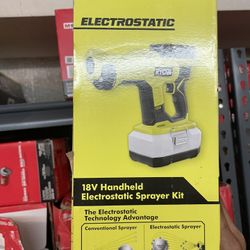 ELECTROSTATIC
RYOBI
18V Handheld
Electrostatic Sprayer Kit
The Electrostatic
Technology Advantage
Conventional Sprayer
Electrostatic Sprayer